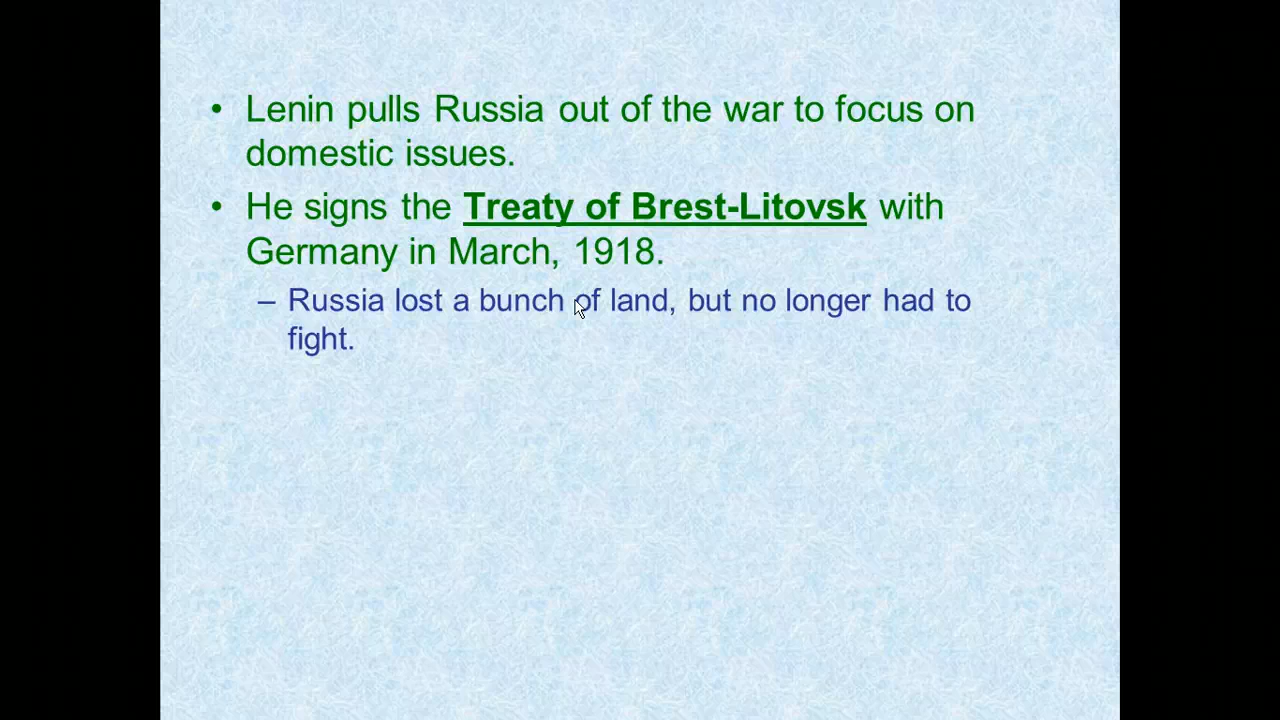 • Lenin pulls Russia out of the war to focus on
domestic issues.
• He signs the Treaty of Brest-Litovsk with
Germany in March, 1918.
– Russia lost a bunch of land, but no longer had to
fight.